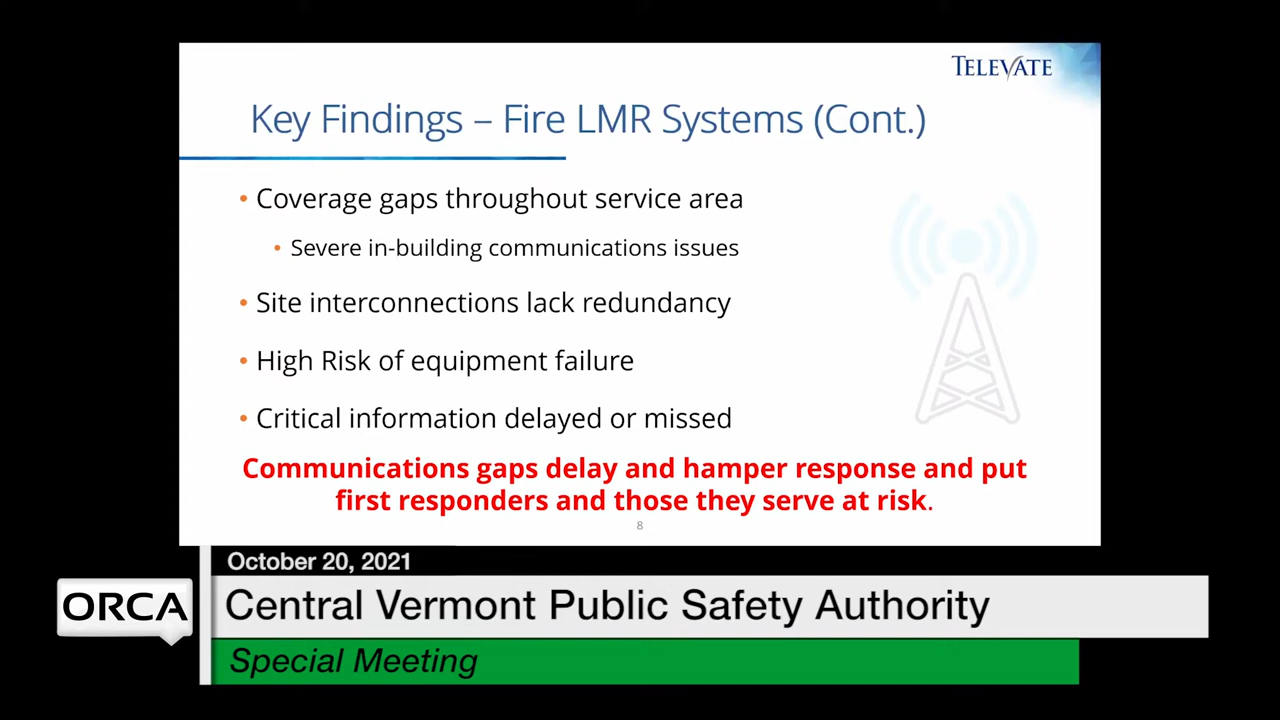 TELEVATE
Key Findings – Fire LMR Systems (Cont.)
• Coverage gaps throughout service area
• Severe in-building communications issues
• Site interconnections lack redundancy
• High Risk of equipment failure
• Critical information delayed or missed
Communications gaps delay and hamper response and put
first responders and those they serve at risk.
8
October 20, 2021
ORCA
Central Vermont Public Safety Authority
Special Meeting